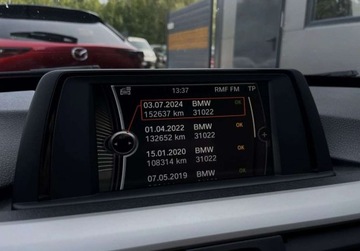 13:37 RMF FM TP
03.07.2024 BMW OK
152637 km 31022
01.04.2022 BMW OK
132652 km 31022
15.01.2020 BMW OK
108314 km 31022
07.05.2019 BMW OK